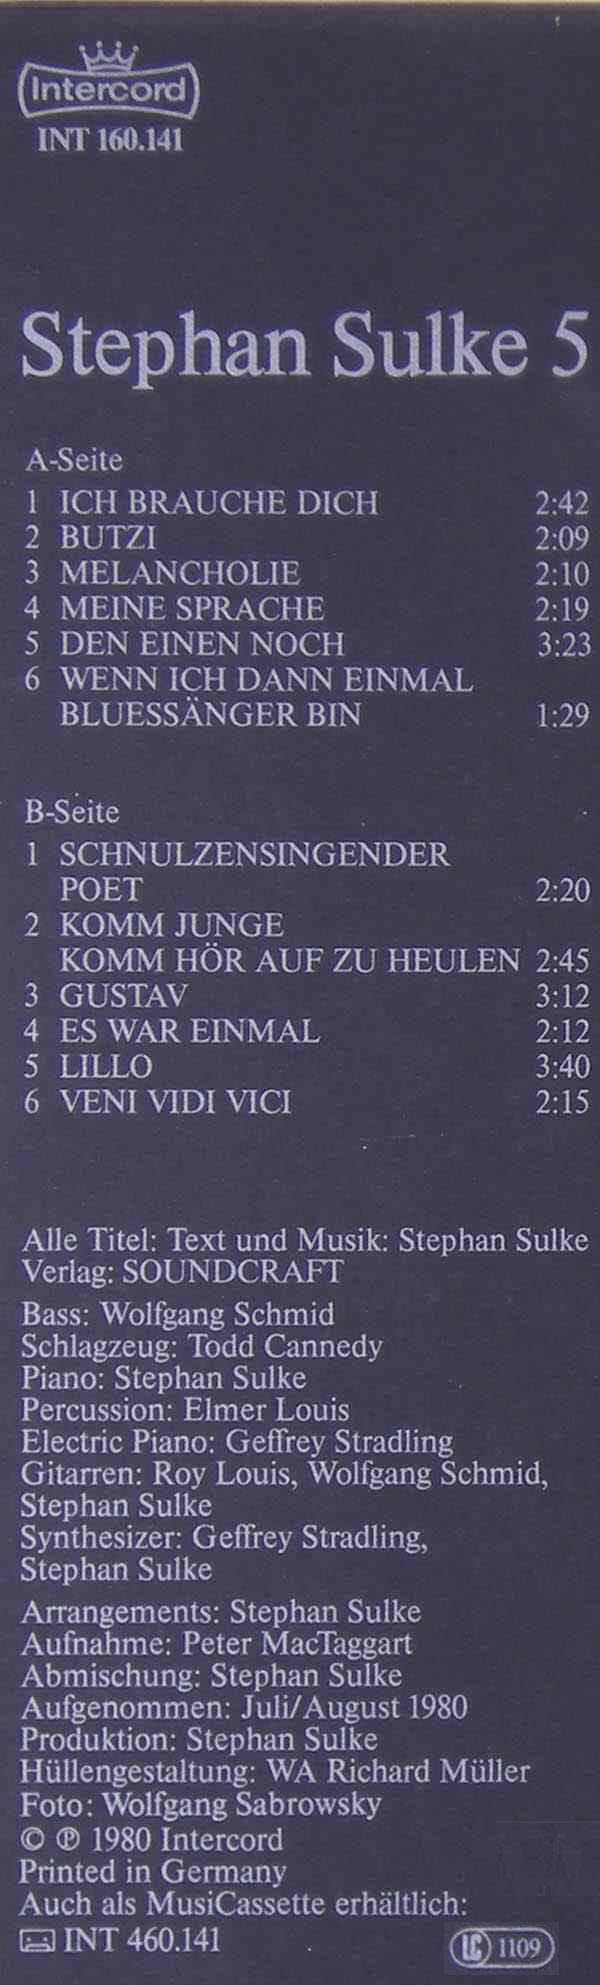 Intercord
INT 160.141
Stephan Sulke 5
A-Seite
1 ICH BRAUCHE DICH 2:42
2 BUTZI 2:09
3 MELANCHOLIE 2:10
4 MEINE SPRACHE 2:19
5 DEN EINEN NOCH 3:23
6 WENN ICH DANN EINMAL
BLUESSÄNGER BIN 1:29
B-Seite
1 SCHNULZENSINGENDER
POET 2:20
2 KOMM JUNGE
KOMM HÖR AUF ZU HEULEN 2:45
3 GUSTAV 3:12
4 ES WAR EINMAL 2:12
5 LILLO 3:40
6 VENI VIDI VICI 2:15
Alle Titel: Text und Musik: Stephan Sulke
Verlag: SOUNDCRAFT
Bass: Wolfgang Schmid
Schlagzeug: Todd Cannedy
Piano: Stephan Sulke
Percussion: Elmer Louis
Electric Piano: Geffrey Stradling
Gitarren: Roy Louis, Wolfgang Schmid,
Stephan Sulke
Synthesizer: Geffrey Stradling,
Stephan Sulke
Arrangements: Stephan Sulke
Aufnahme: Peter MacTaggart
Abmischung: Stephan Sulke
Aufgenommen: Juli/August 1980
Produktion: Stephan Sulke
Hüllengestaltung: WA Richard Müller
Foto: Wolfgang Sabrowsky
© ℗ 1980 Intercord
Printed in Germany
Auch als MusiCassette erhältlich:
INT 460.141
LC 1109